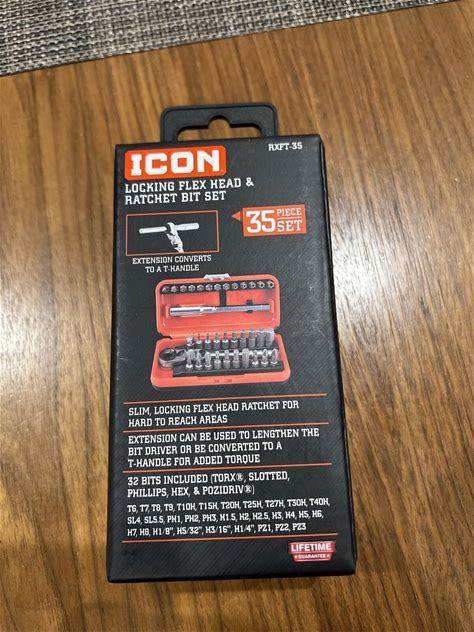 RXFT-35
ICON
LOCKING FLEX HEAD &
RATCHET BIT SET
35 PIECE
SET
EXTENSION CONVERTS
TO A T-HANDLE
SLIM, LOCKING FLEX HEAD RATCHET FOR
HARD TO REACH AREAS
EXTENSION CAN BE USED TO LENGTHEN THE
BIT DRIVER OR BE CONVERTED TO A
T-HANDLE FOR ADDED TORQUE
32 BITS INCLUDED (TORX®, SLOTTED,
PHILLIPS, HEX, & POZIDRIV®)
T6, T7, T8, T9, T10H, T15H, T20H, T25H, T27H, T30H, T40H,
SL4, SL5.5, PH1, PH2, PH3, H1.5, H2, H2.5, H3, H4, H5, H6,
H7, H8, H1/8", H5/32", H3/16", H1/4", PZ1, PZ2, PZ3
LIFETIME
GUARANTEE